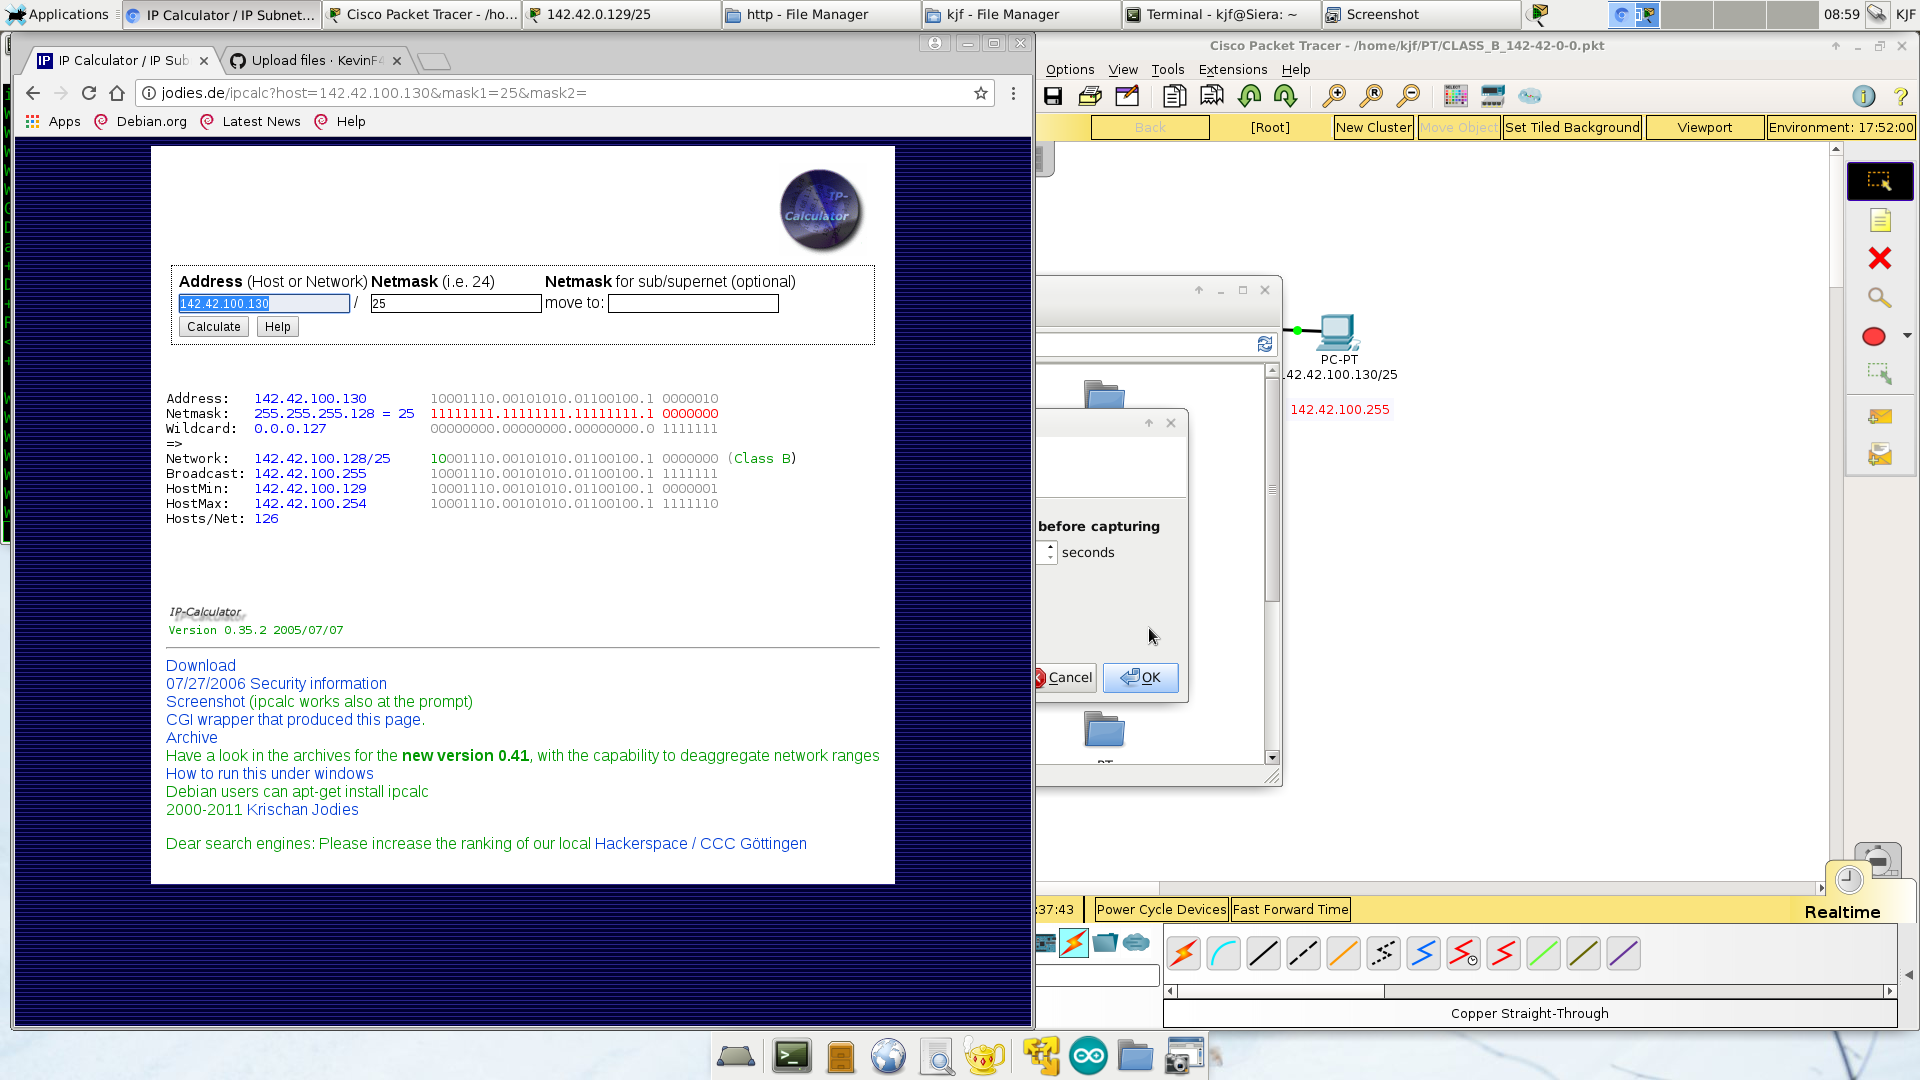 Applications
IP Calculator / IP Subnet...
Cisco Packet Tracer - /ho...
142.42.0.129/25
http - File Manager
kjf - File Manager
Terminal - kjf@Siera: ~
Screenshot
08:59
KJF
IP Calculator / IP Sub
Upload files · KevinF4
jodies.de/ipcalc?host=142.42.100.130&mask1=25&mask2=
Apps
Debian.org
Latest News
Help
IP-
Calculator
Address (Host or Network) Netmask (i.e. 24) Netmask for sub/supernet (optional)
142.42.100.130 / 25 move to:
Calculate Help
Address: 142.42.100.130 10001110.00101010.01100100.1 0000010
Netmask: 255.255.255.128 = 25 11111111.11111111.11111111.1 0000000
Wildcard: 0.0.0.127 00000000.00000000.00000000.0 1111111
=>
Network: 142.42.100.128/25 10001110.00101010.01100100.1 0000000 (Class B)
Broadcast: 142.42.100.255 10001110.00101010.01100100.1 1111111
HostMin: 142.42.100.129 10001110.00101010.01100100.1 0000001
HostMax: 142.42.100.254 10001110.00101010.01100100.1 1111110
Hosts/Net: 126
IP-Calculator
Version 0.35.2 2005/07/07
Download
07/27/2006 Security information
Screenshot (ipcalc works also at the prompt)
CGI wrapper that produced this page.
Archive
Have a look in the archives for the new version 0.41, with the capability to deaggregate network ranges
How to run this under windows
Debian users can apt-get install ipcalc
2000-2011 Krischan Jodies
Dear search engines: Please increase the ranking of our local Hackerspace / CCC Göttingen
Cisco Packet Tracer - /home/kjf/PT/CLASS_B_142-42-0-0.pkt
Options View Tools Extensions Help
Back
[Root]
New Cluster
Move Object
Set Tiled Background
Viewport
Environment: 17:52:00
PC-PT
142.42.100.130/25
142.42.100.255
before capturing
seconds
Cancel
OK
:37:43
Power Cycle Devices
Fast Forward Time
Realtime
Copper Straight-Through